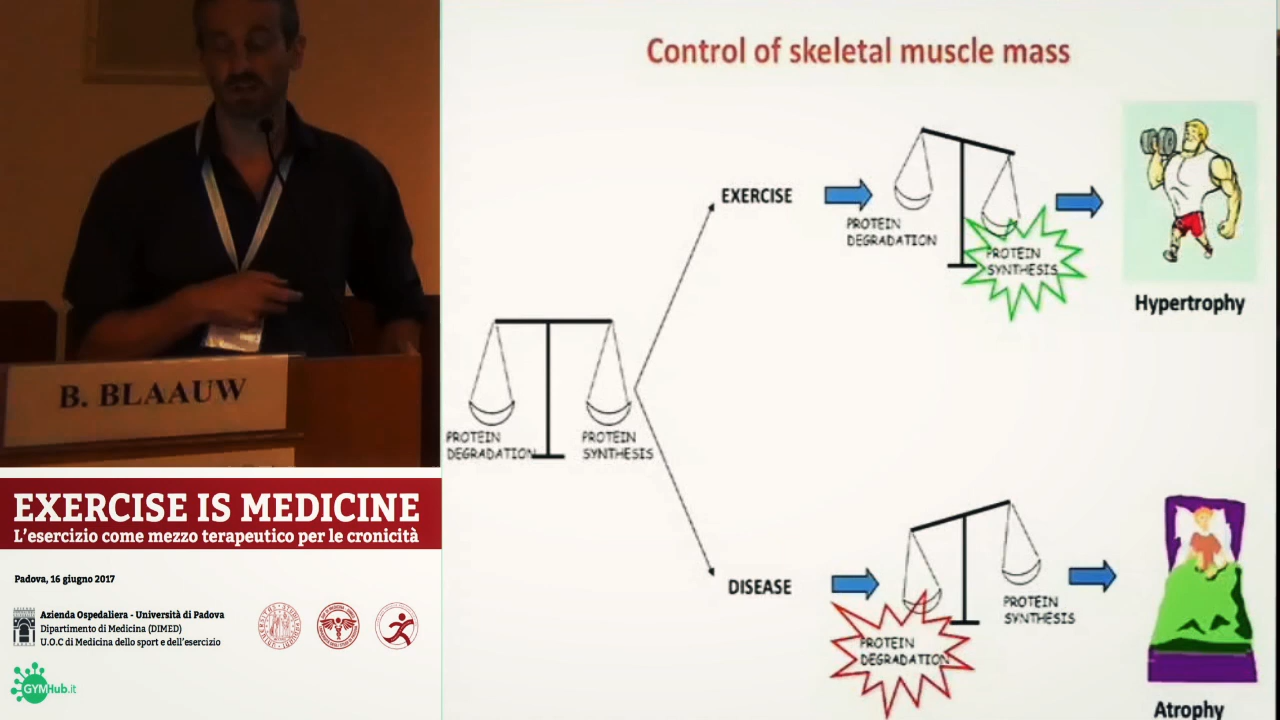 Control of skeletal muscle mass
EXERCISE
PROTEIN
DEGRADATION
PROTEIN
SYNTHESIS
Hypertrophy
PROTEIN
DEGRADATION
PROTEIN
SYNTHESIS
DISEASE
PROTEIN
DEGRADATION
PROTEIN
SYNTHESIS
Atrophy
B. BLAAUW
EXERCISE IS MEDICINE
L'esercizio come mezzo terapeutico per le cronicità
Padova, 16 giugno 2017
Azienda Ospedaliera - Università di Padova
Dipartimento di Medicina (DIMED)
U.O.C di Medicina dello sport e dell'esercizio
GYMHub.it